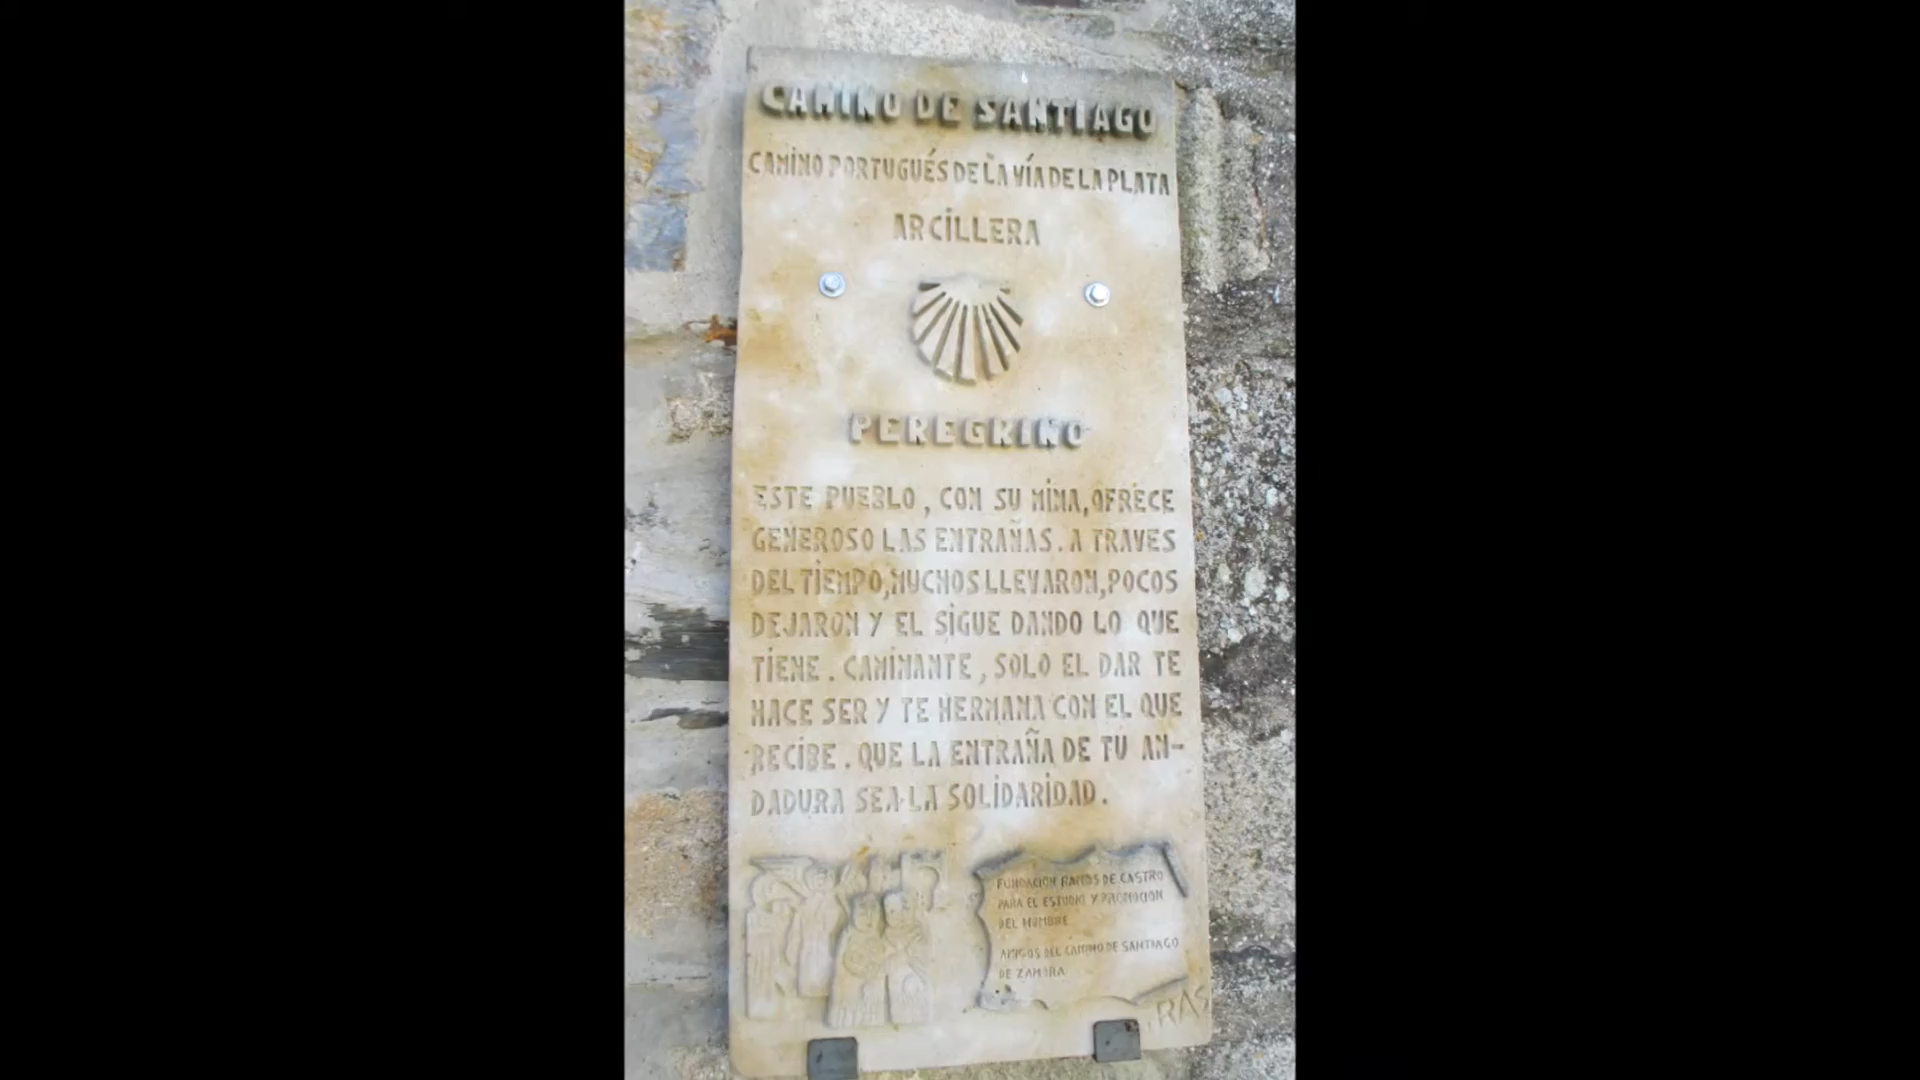 CAMINO DE SANTIAGO
CAMINO PORTUGUÉS DE LA VÍA DE LA PLATA
ARCILLERA
PEREGRINO
ESTE PUEBLO, CON SU MINA, OFRECE
GENEROSO LAS ENTRAÑAS. A TRAVES
DEL TIEMPO, MUCHOS LLEVARON, POCOS
DEJARON Y EL SIGUE DANDO LO QUE
TIENE. CAMINANTE, SOLO EL DAR TE
HACE SER Y TE HERMANA CON EL QUE
RECIBE. QUE LA ENTRAÑA DE TU AN-
DADURA SEA LA SOLIDARIDAD.
FUNDACION RAMOS DE CASTRO
PARA EL ESTUDIO Y PROMOCION
DEL HOMBRE
AMIGOS DEL CAMINO DE SANTIAGO
DE ZAMORA
RAS